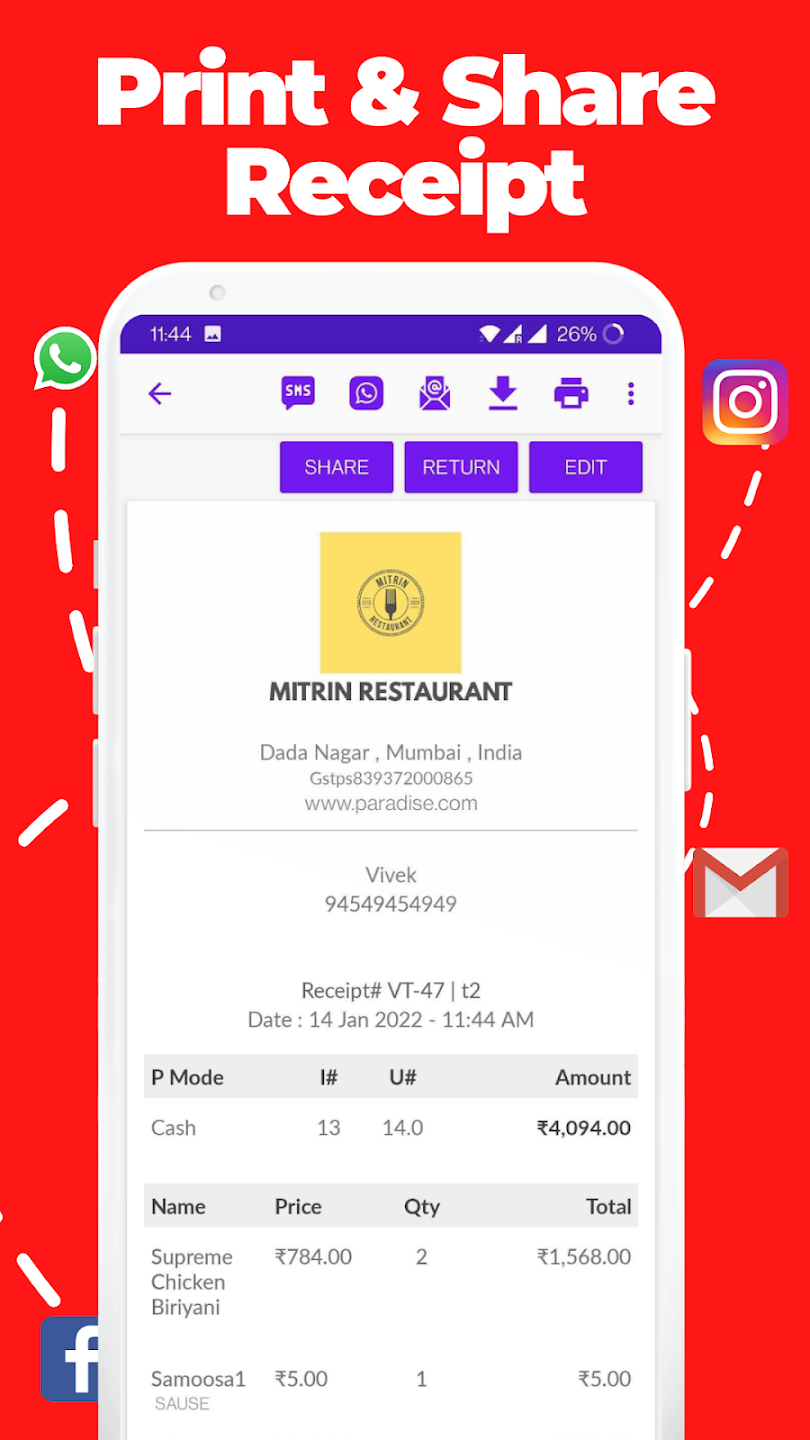 Print & Share
Receipt
11:44 26%
SMS
SHARE RETURN EDIT
MITRIN
RESTAURANT
MITRIN RESTAURANT
Dada Nagar , Mumbai , India
Gstps839372000865
www.paradise.com
Vivek
94549454949
Receipt# VT-47 | t2
Date : 14 Jan 2022 - 11:44 AM
P Mode I# U# Amount
Cash 13 14.0 ₹4,094.00
Name Price Qty Total
Supreme ₹784.00 2 ₹1,568.00
Chicken
Biriyani
Samoosa1 ₹5.00 1 ₹5.00
SAUSE